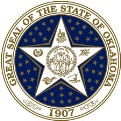 GREAT SEAL OF THE STATE OF OKLAHOMA
1907